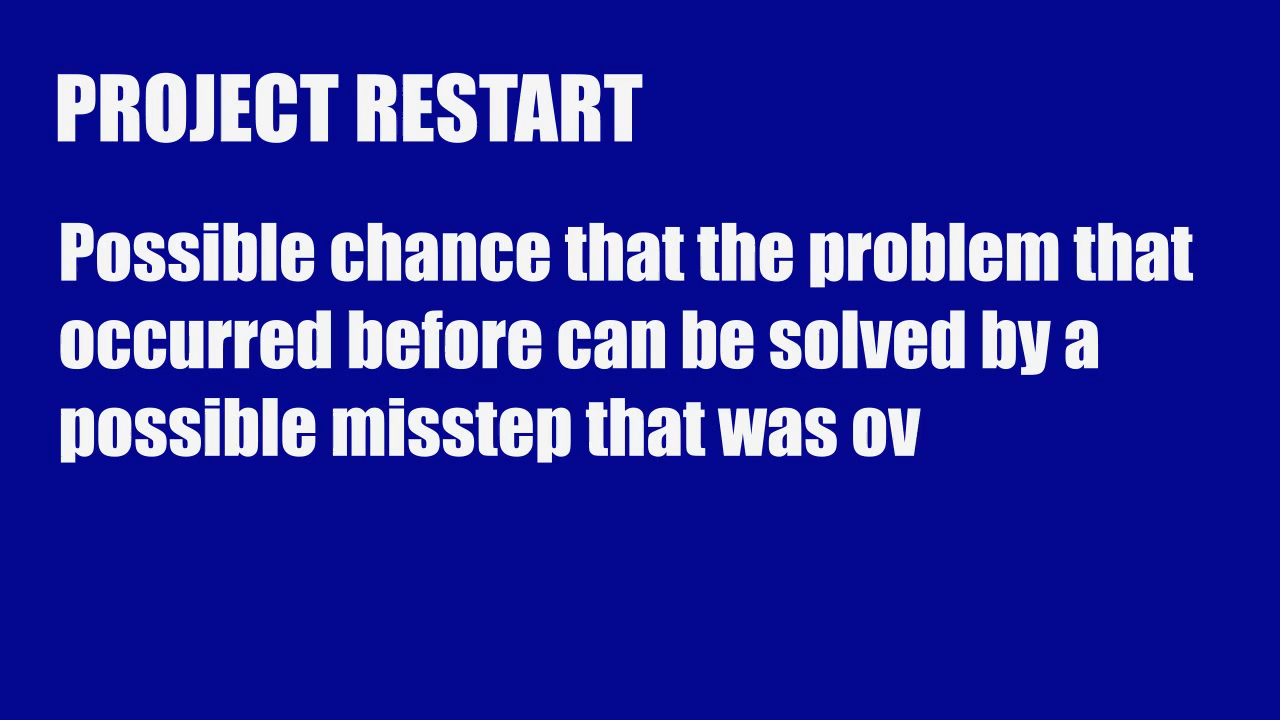 PROJECT RESTART
Possible chance that the problem that
occurred before can be solved by a
possible misstep that was ov